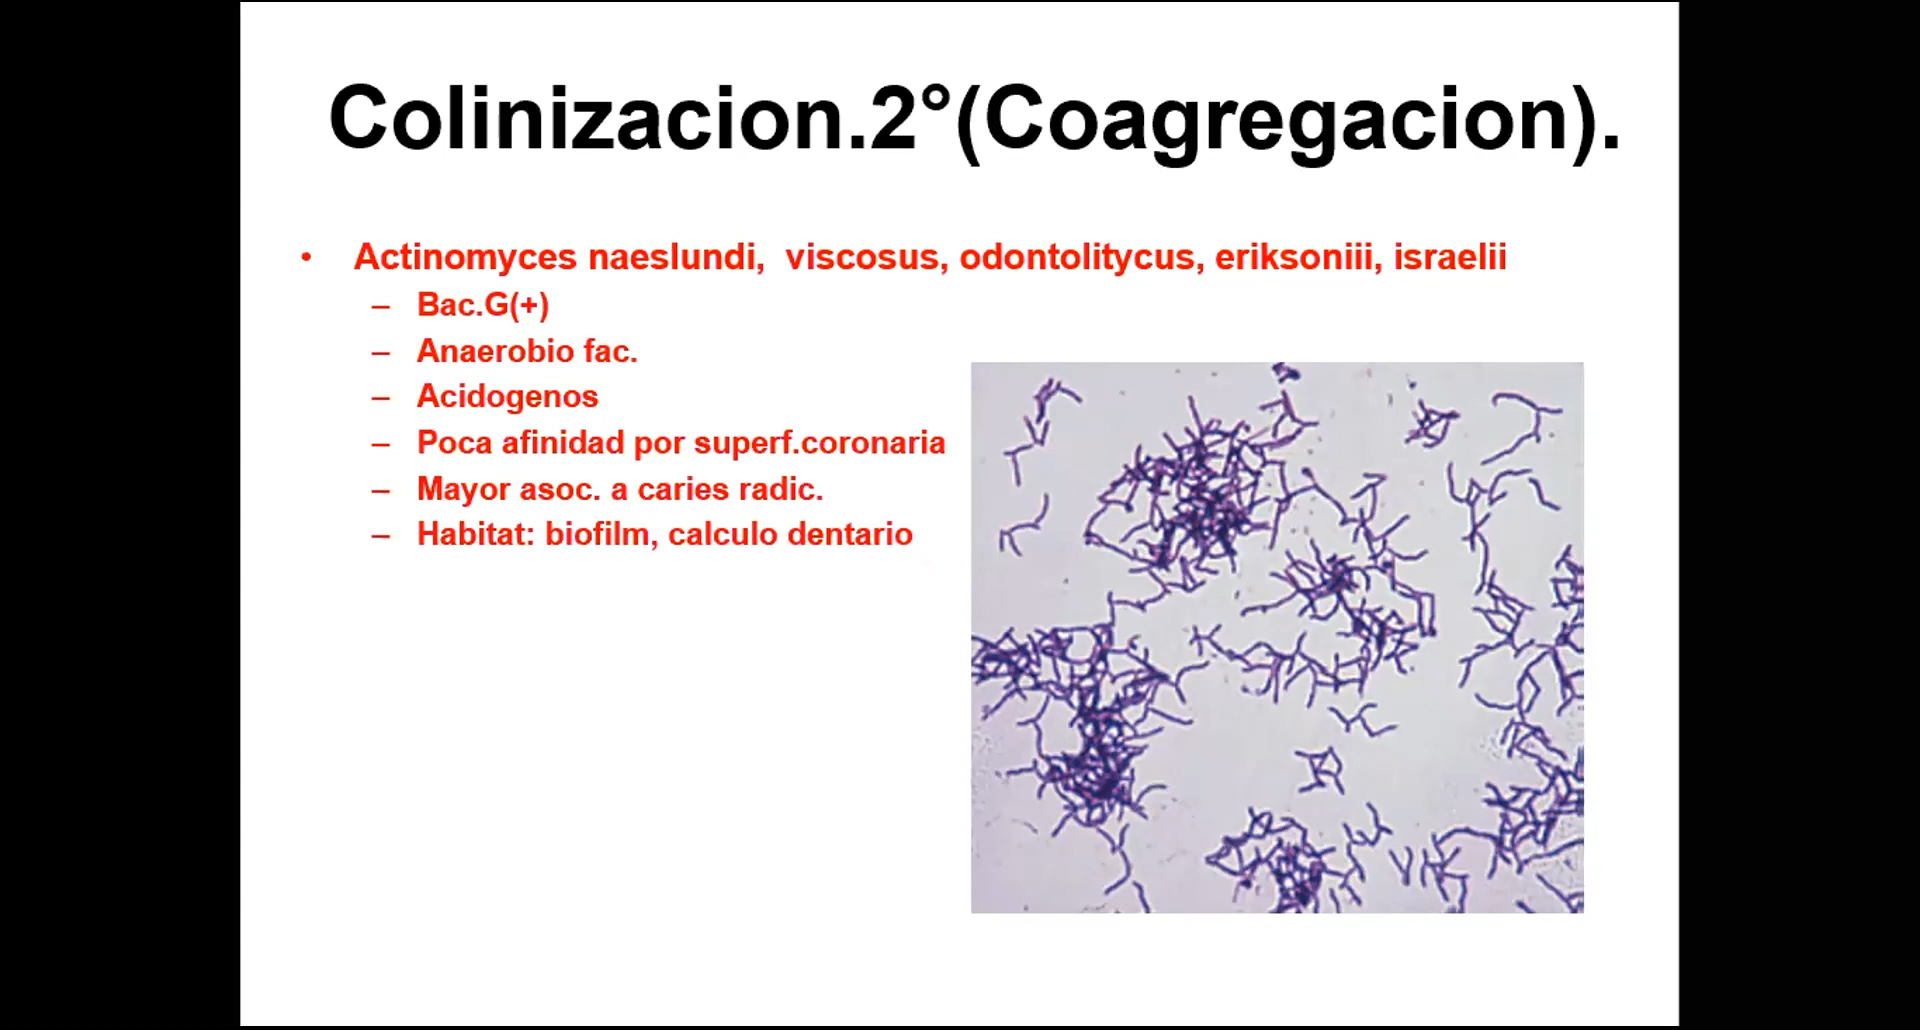 Colinizacion.2°(Coagregacion).
• Actinomyces naeslundi, viscosus, odontolitycus, eriksoniii, israelii
– Bac.G(+)
– Anaerobio fac.
– Acidogenos
– Poca afinidad por superf.coronaria
– Mayor asoc. a caries radic.
– Habitat: biofilm, calculo dentario